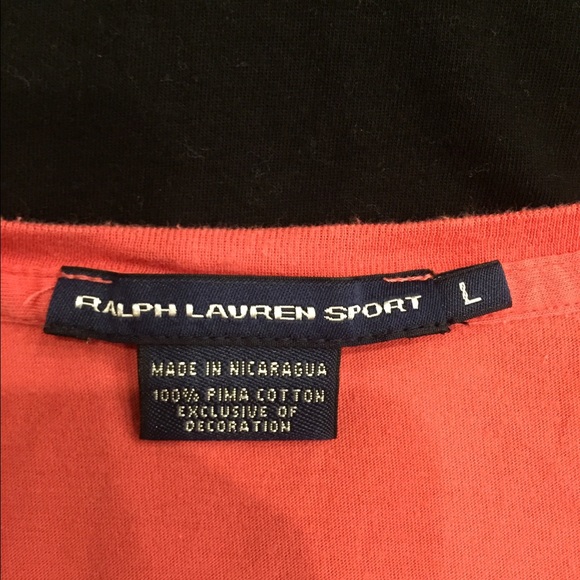 RALPH LAUREN SPORT L
MADE IN NICARAGUA
100% PIMA COTTON
EXCLUSIVE OF
DECORATION